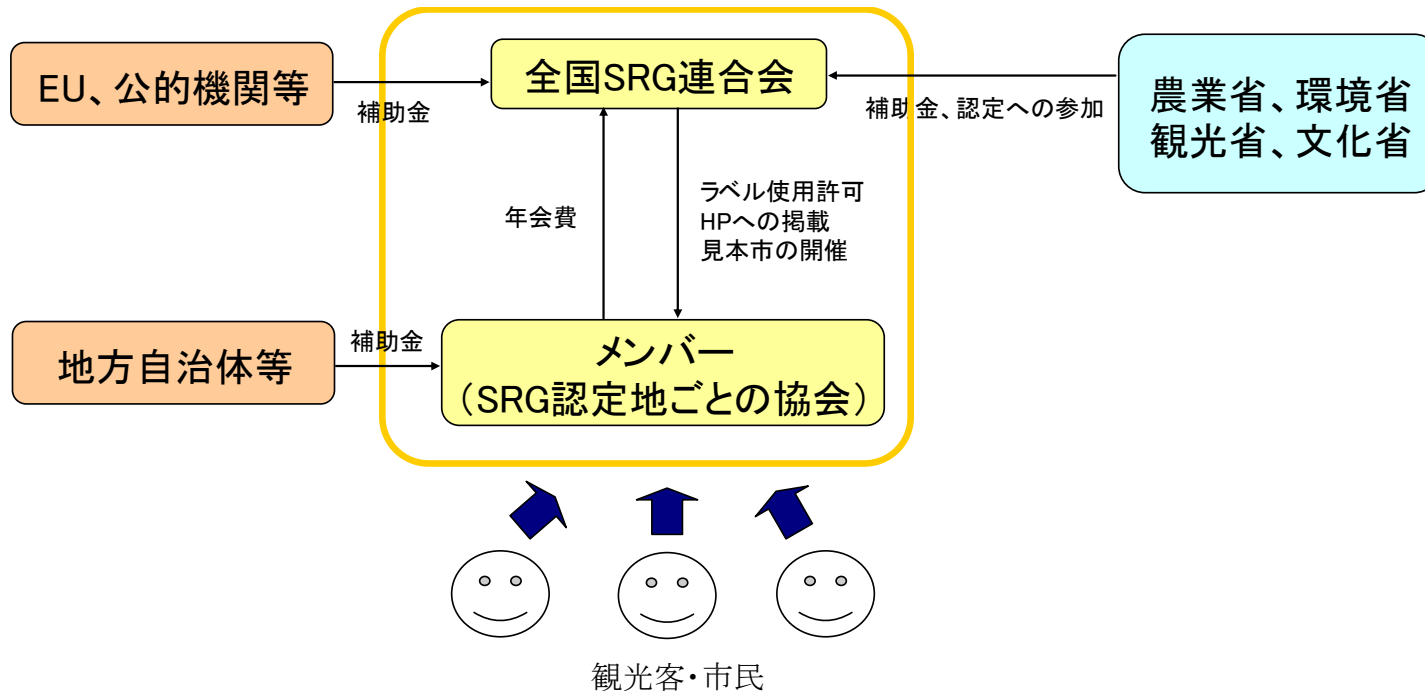 EU、公的機関等
補助金
全国SRG連合会
補助金、認定への参加
農業省、環境省
観光省、文化省
年会費
ラベル使用許可
HPへの掲載
見本市の開催
地方自治体等
補助金
メンバー
（SRG認定地ごとの協会）
観光客・市民